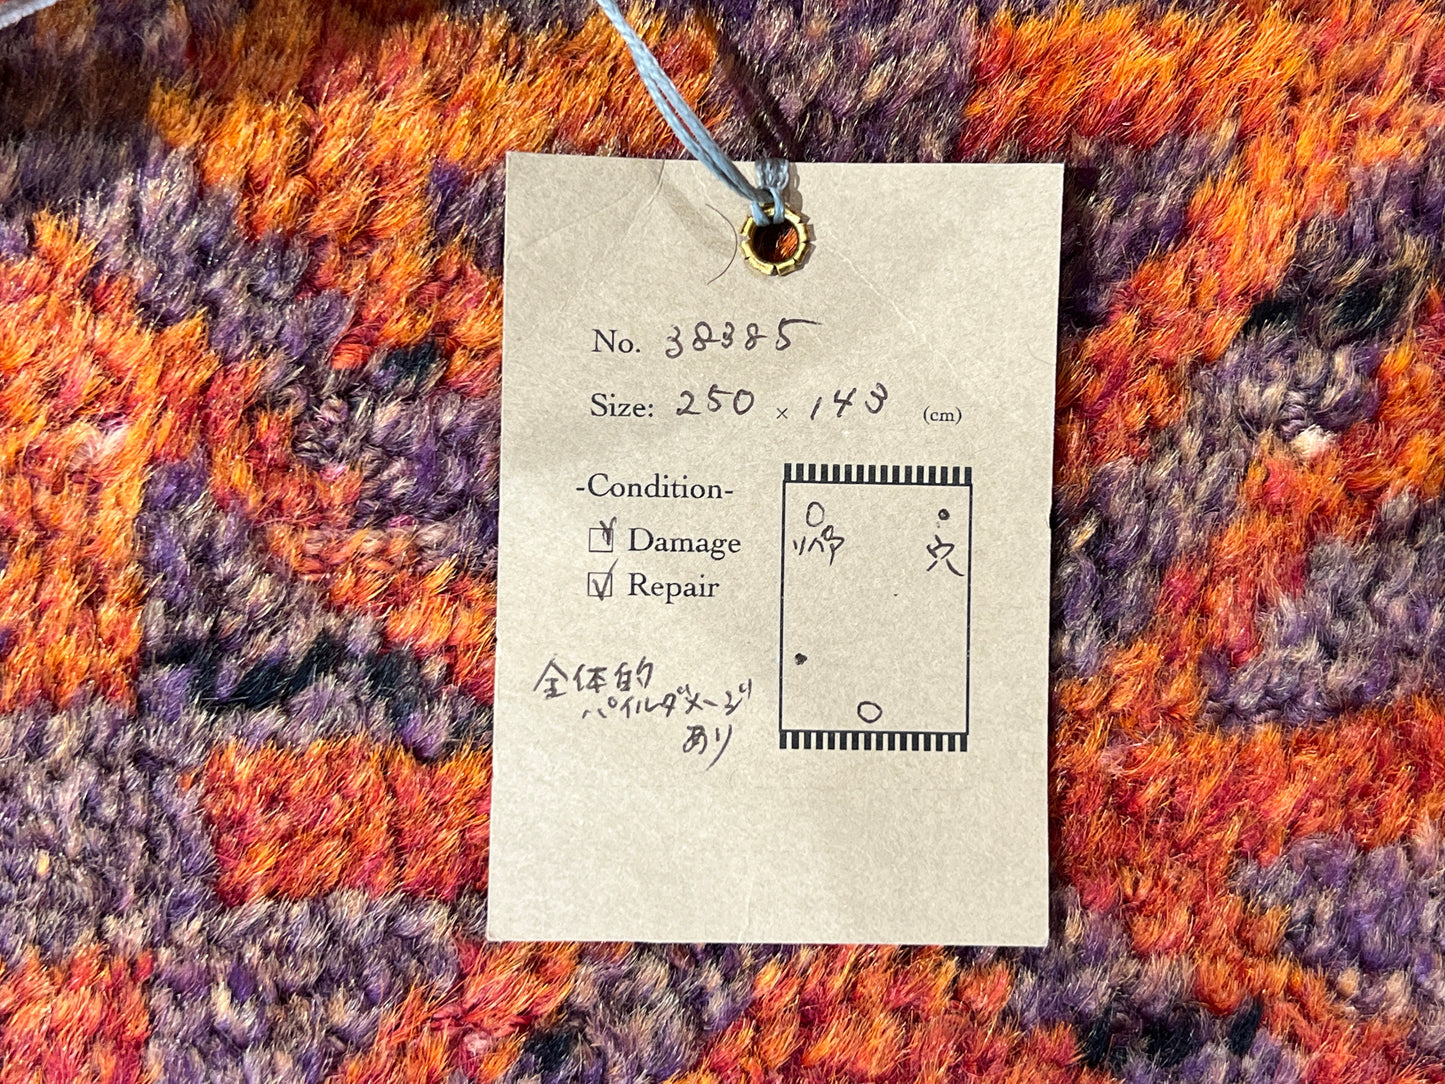 No. 38385
Size: 250 × 143 (cm)
-Condition-
Damage
Repair
リペア
穴
全体的
パイルダメージ
あり